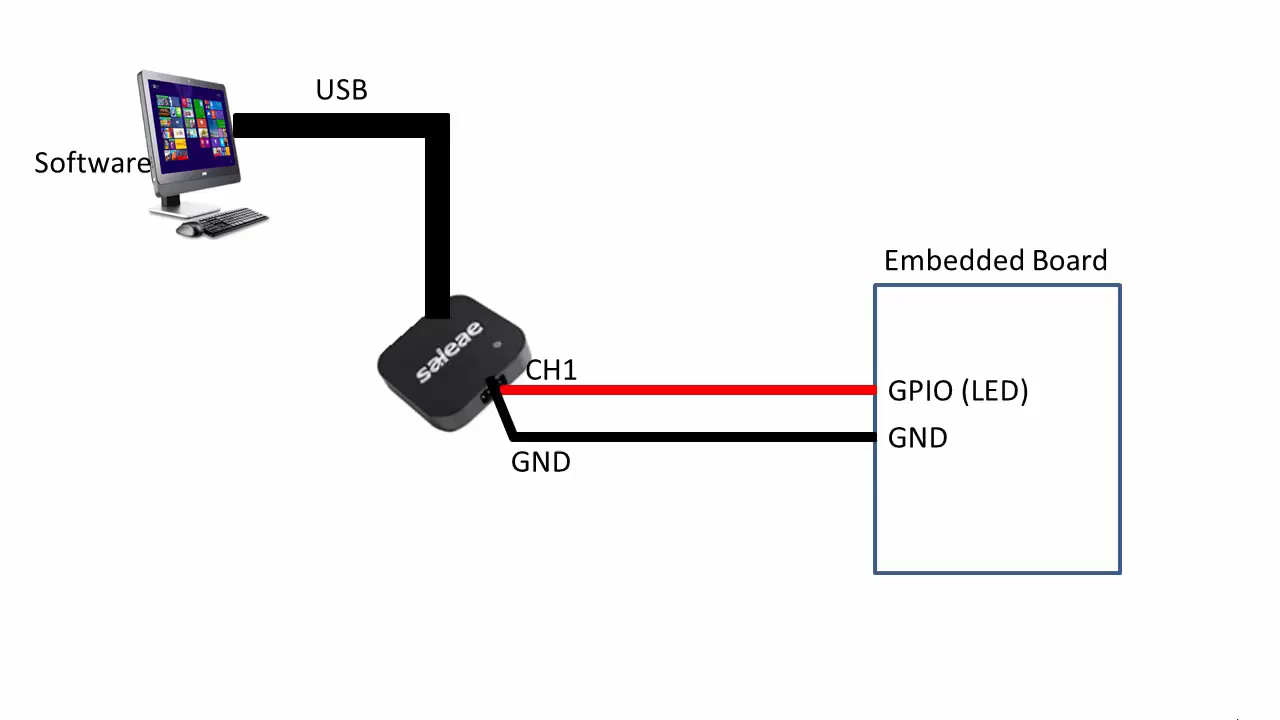 USB
Software
Embedded Board
saleae
CH1
GPIO (LED)
GND
GND